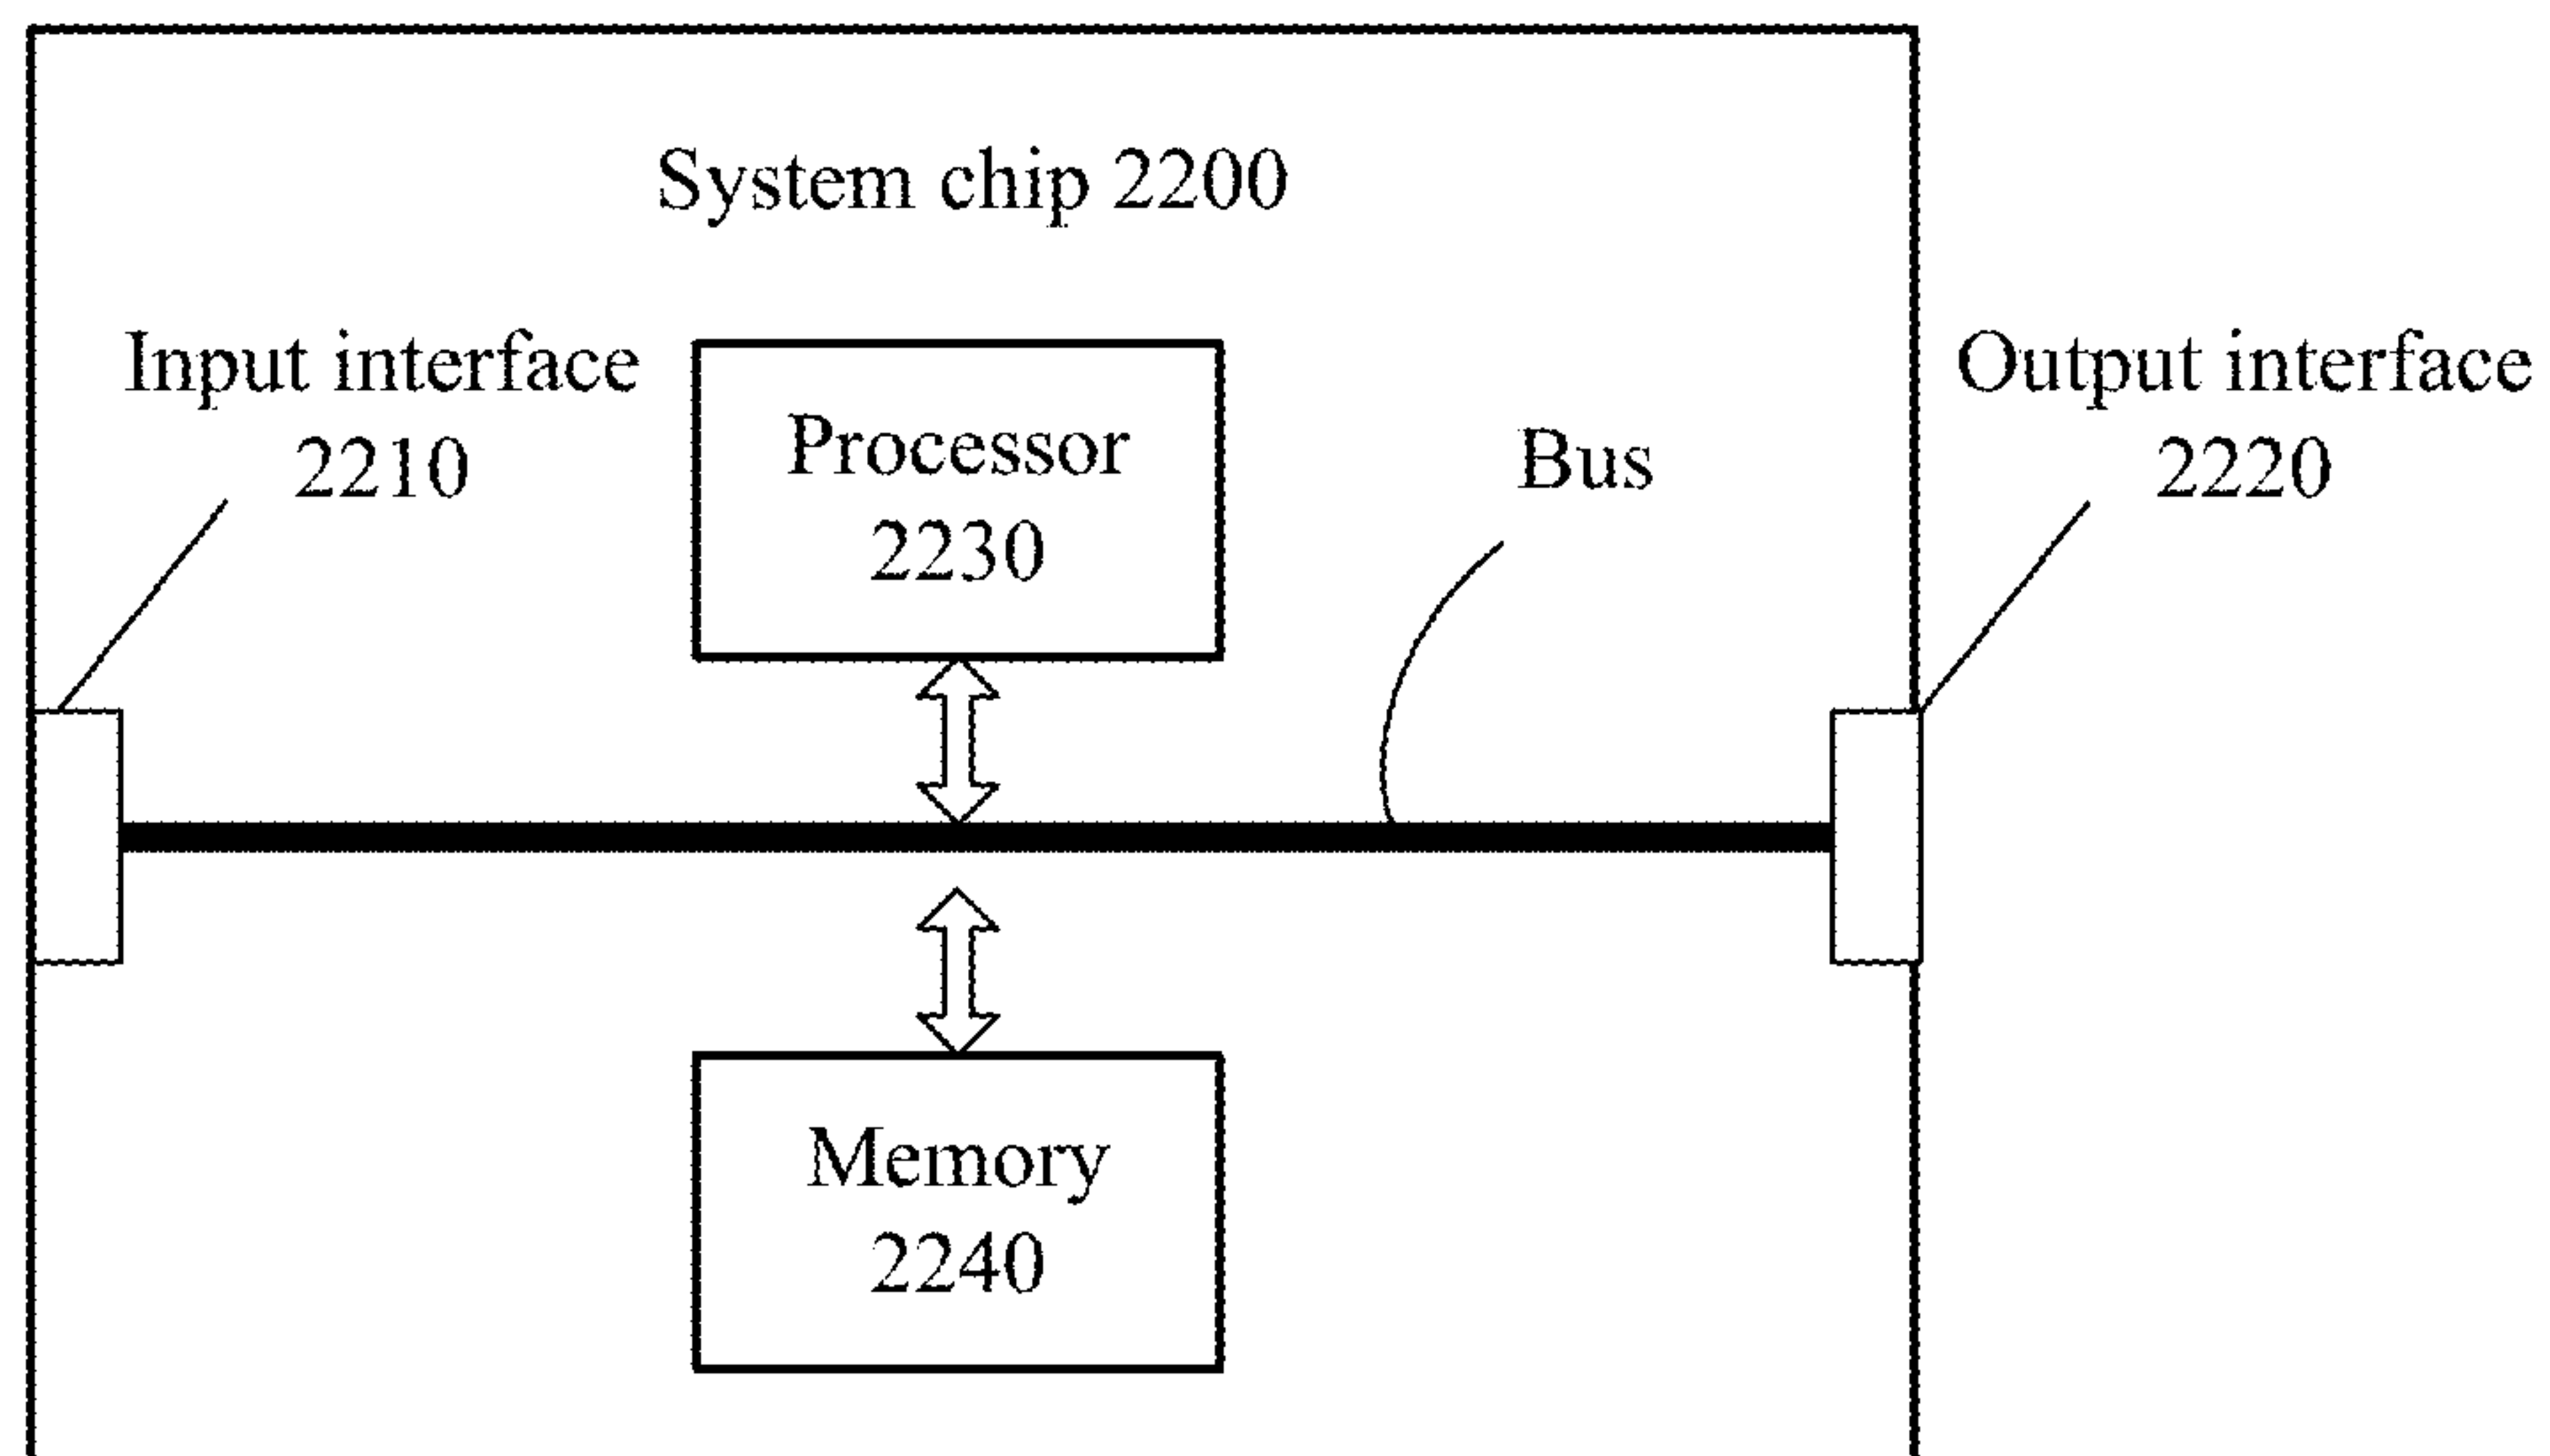 System chip 2200
Input interface
2210
Processor
2230
Bus
Output interface
2220
Memory
2240